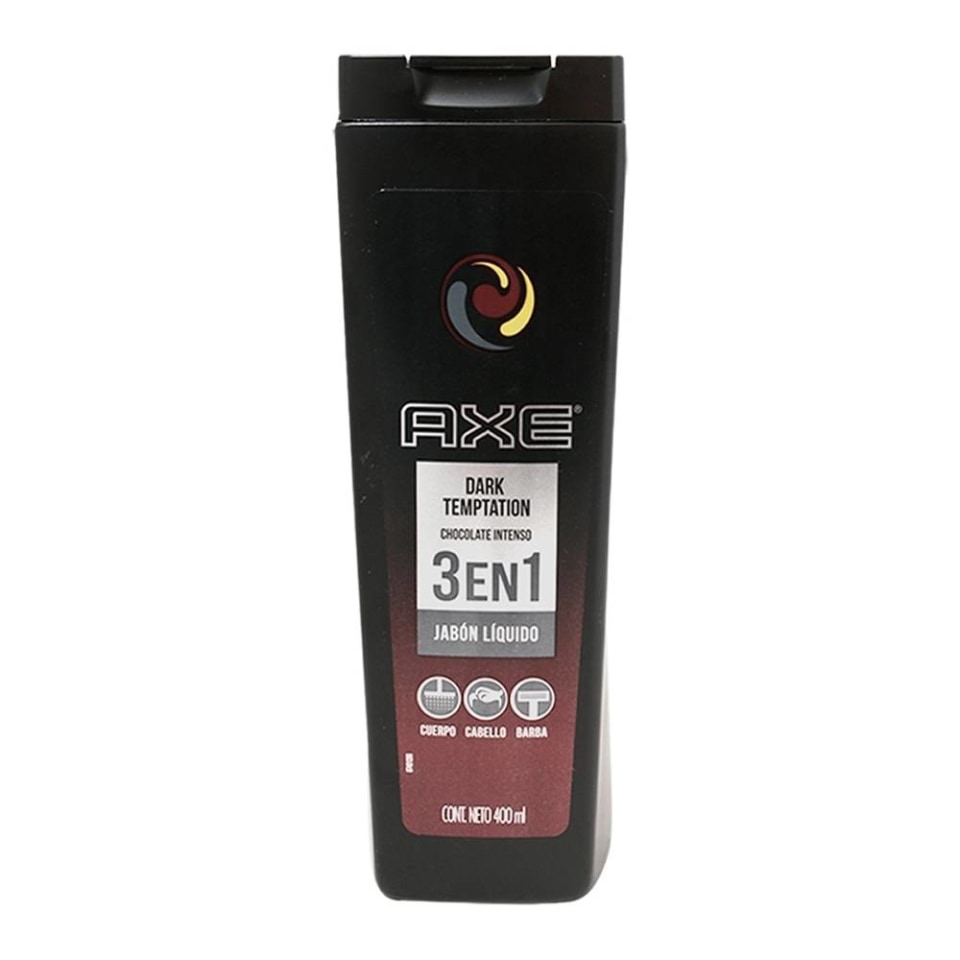 AXE®
DARK
TEMPTATION
CHOCOLATE INTENSO
3EN1
JABÓN LÍQUIDO
CUERPO CABELLO BARBA
CONT. NETO 400 ml